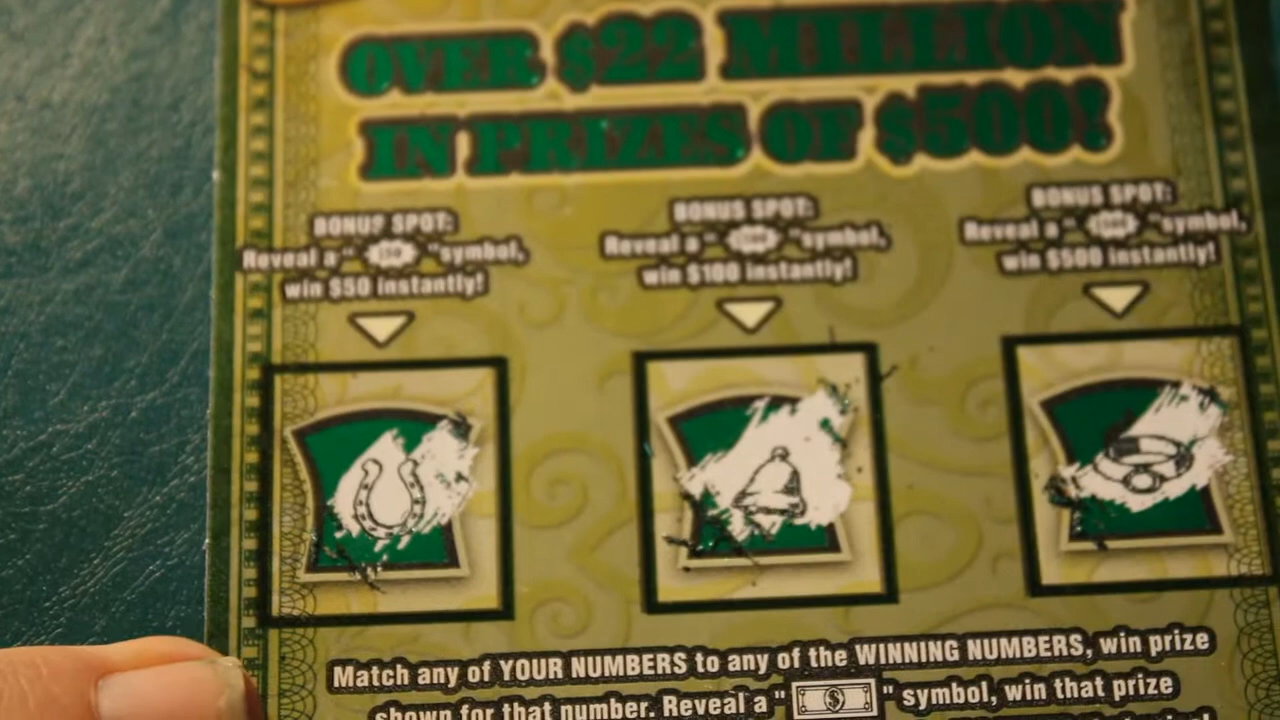 OVER $22 MILLION
IN PRIZES OF $500!
BONUS SPOT:
Reveal a " " symbol,
win $50 instantly!
BONUS SPOT:
Reveal a " " symbol,
win $100 instantly!
BONUS SPOT:
Reveal a " " symbol,
win $500 instantly!
Match any of YOUR NUMBERS to any of the WINNING NUMBERS, win prize
shown for that number. Reveal a "$" symbol, win that prize